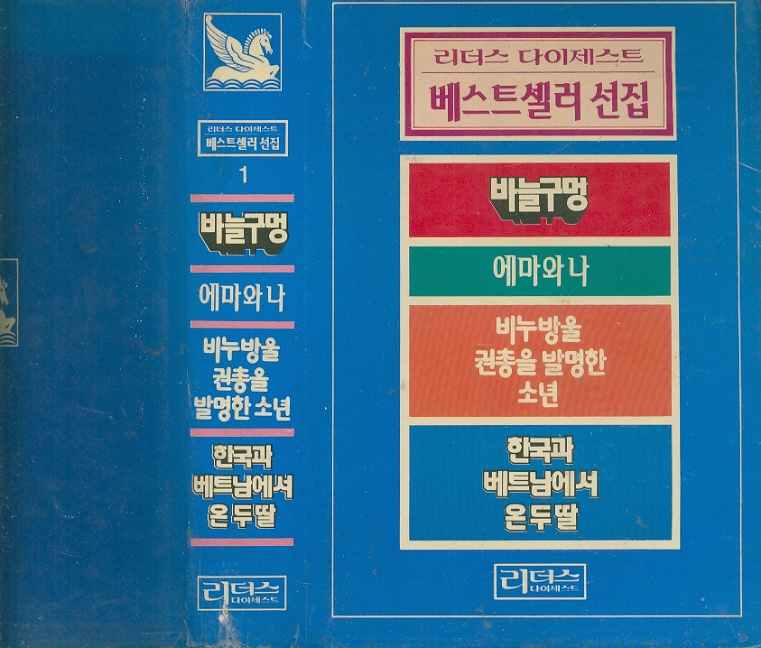 리더스 다이제스트
베스트셀러 선집
1
바늘구멍
에마와 나
비누방울
권총을
발명한 소년
한국과
베트남에서
온 두 딸
리더스
다이제스트
리더스 다이제스트
베스트셀러 선집
바늘구멍
에마와 나
비누방울
권총을 발명한
소년
한국과
베트남에서
온 두 딸
리더스
다이제스트